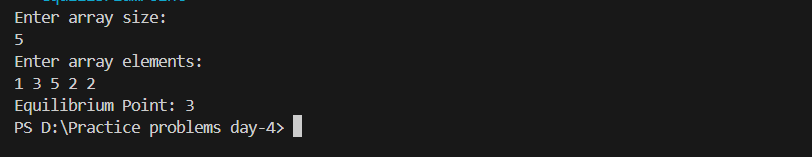 Enter array size:
5
Enter array elements:
1 3 5 2 2
Equilibrium Point: 3
PS D:\Practice problems day-4>